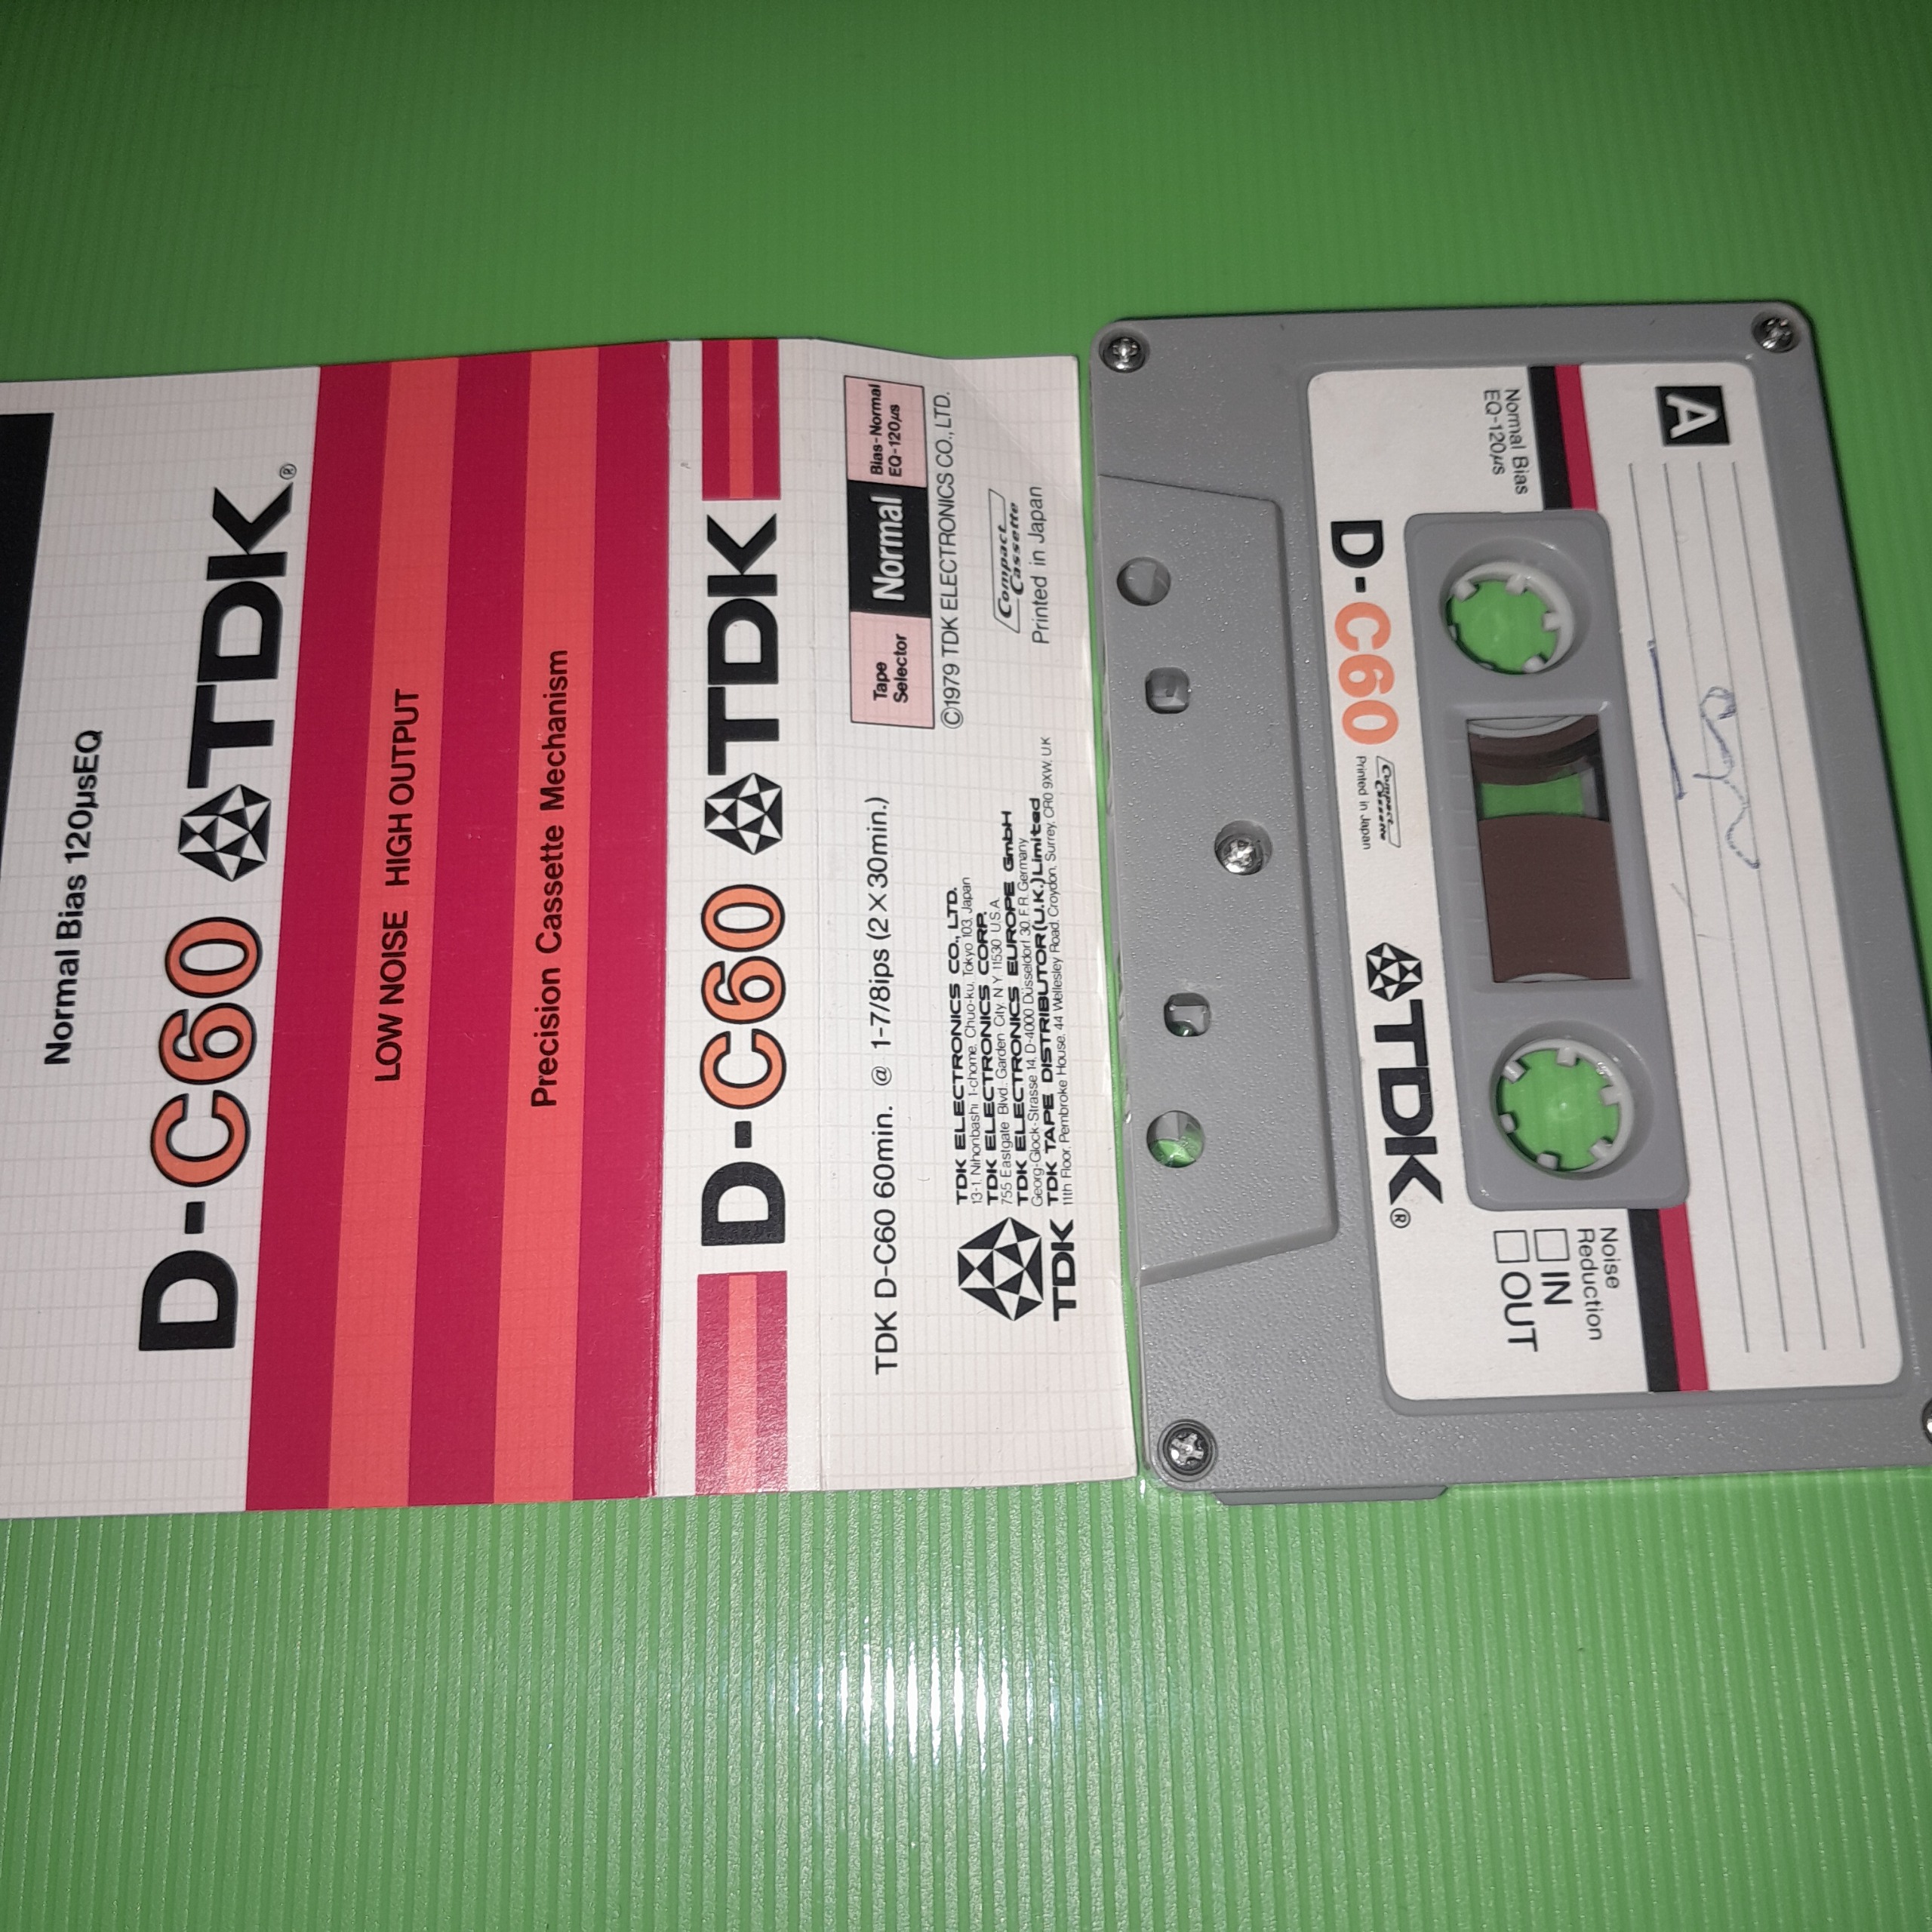 Normal Bias 120µsEQ
D-C60 TDK®
LOW NOISE HIGH OUTPUT
Precision Cassette Mechanism
D-C60 TDK
TDK D-C60 60min. @ 1-7/8ips (2×30min.)
Tape Selector
Normal
Bias-Normal
EQ-120µs
©1979 TDK ELECTRONICS CO., LTD.
Compact Cassette
Printed in Japan
TDK
TDK ELECTRONICS CO., LTD.
13-1 Nihonbashi 1-chome, Chuo-ku, Tokyo 103, Japan
TDK ELECTRONICS CORP.
755 Eastgate Blvd., Garden City, N.Y. 11530 U.S.A.
TDK ELECTRONICS EUROPE GmbH
Georg-Glock-Strasse 14, D-4000 Düsseldorf 30, F.R. Germany
TDK TAPE DISTRIBUTOR (U.K.) Limited
11th Floor, Pembroke House, 44 Wellesley Road, Croydon, Surrey, CR0 9XW, UK
A
Normal Bias
EQ-120µs
Noise
Reduction
IN
OUT
D-C60
Compact Cassette
Printed in Japan
TDK®